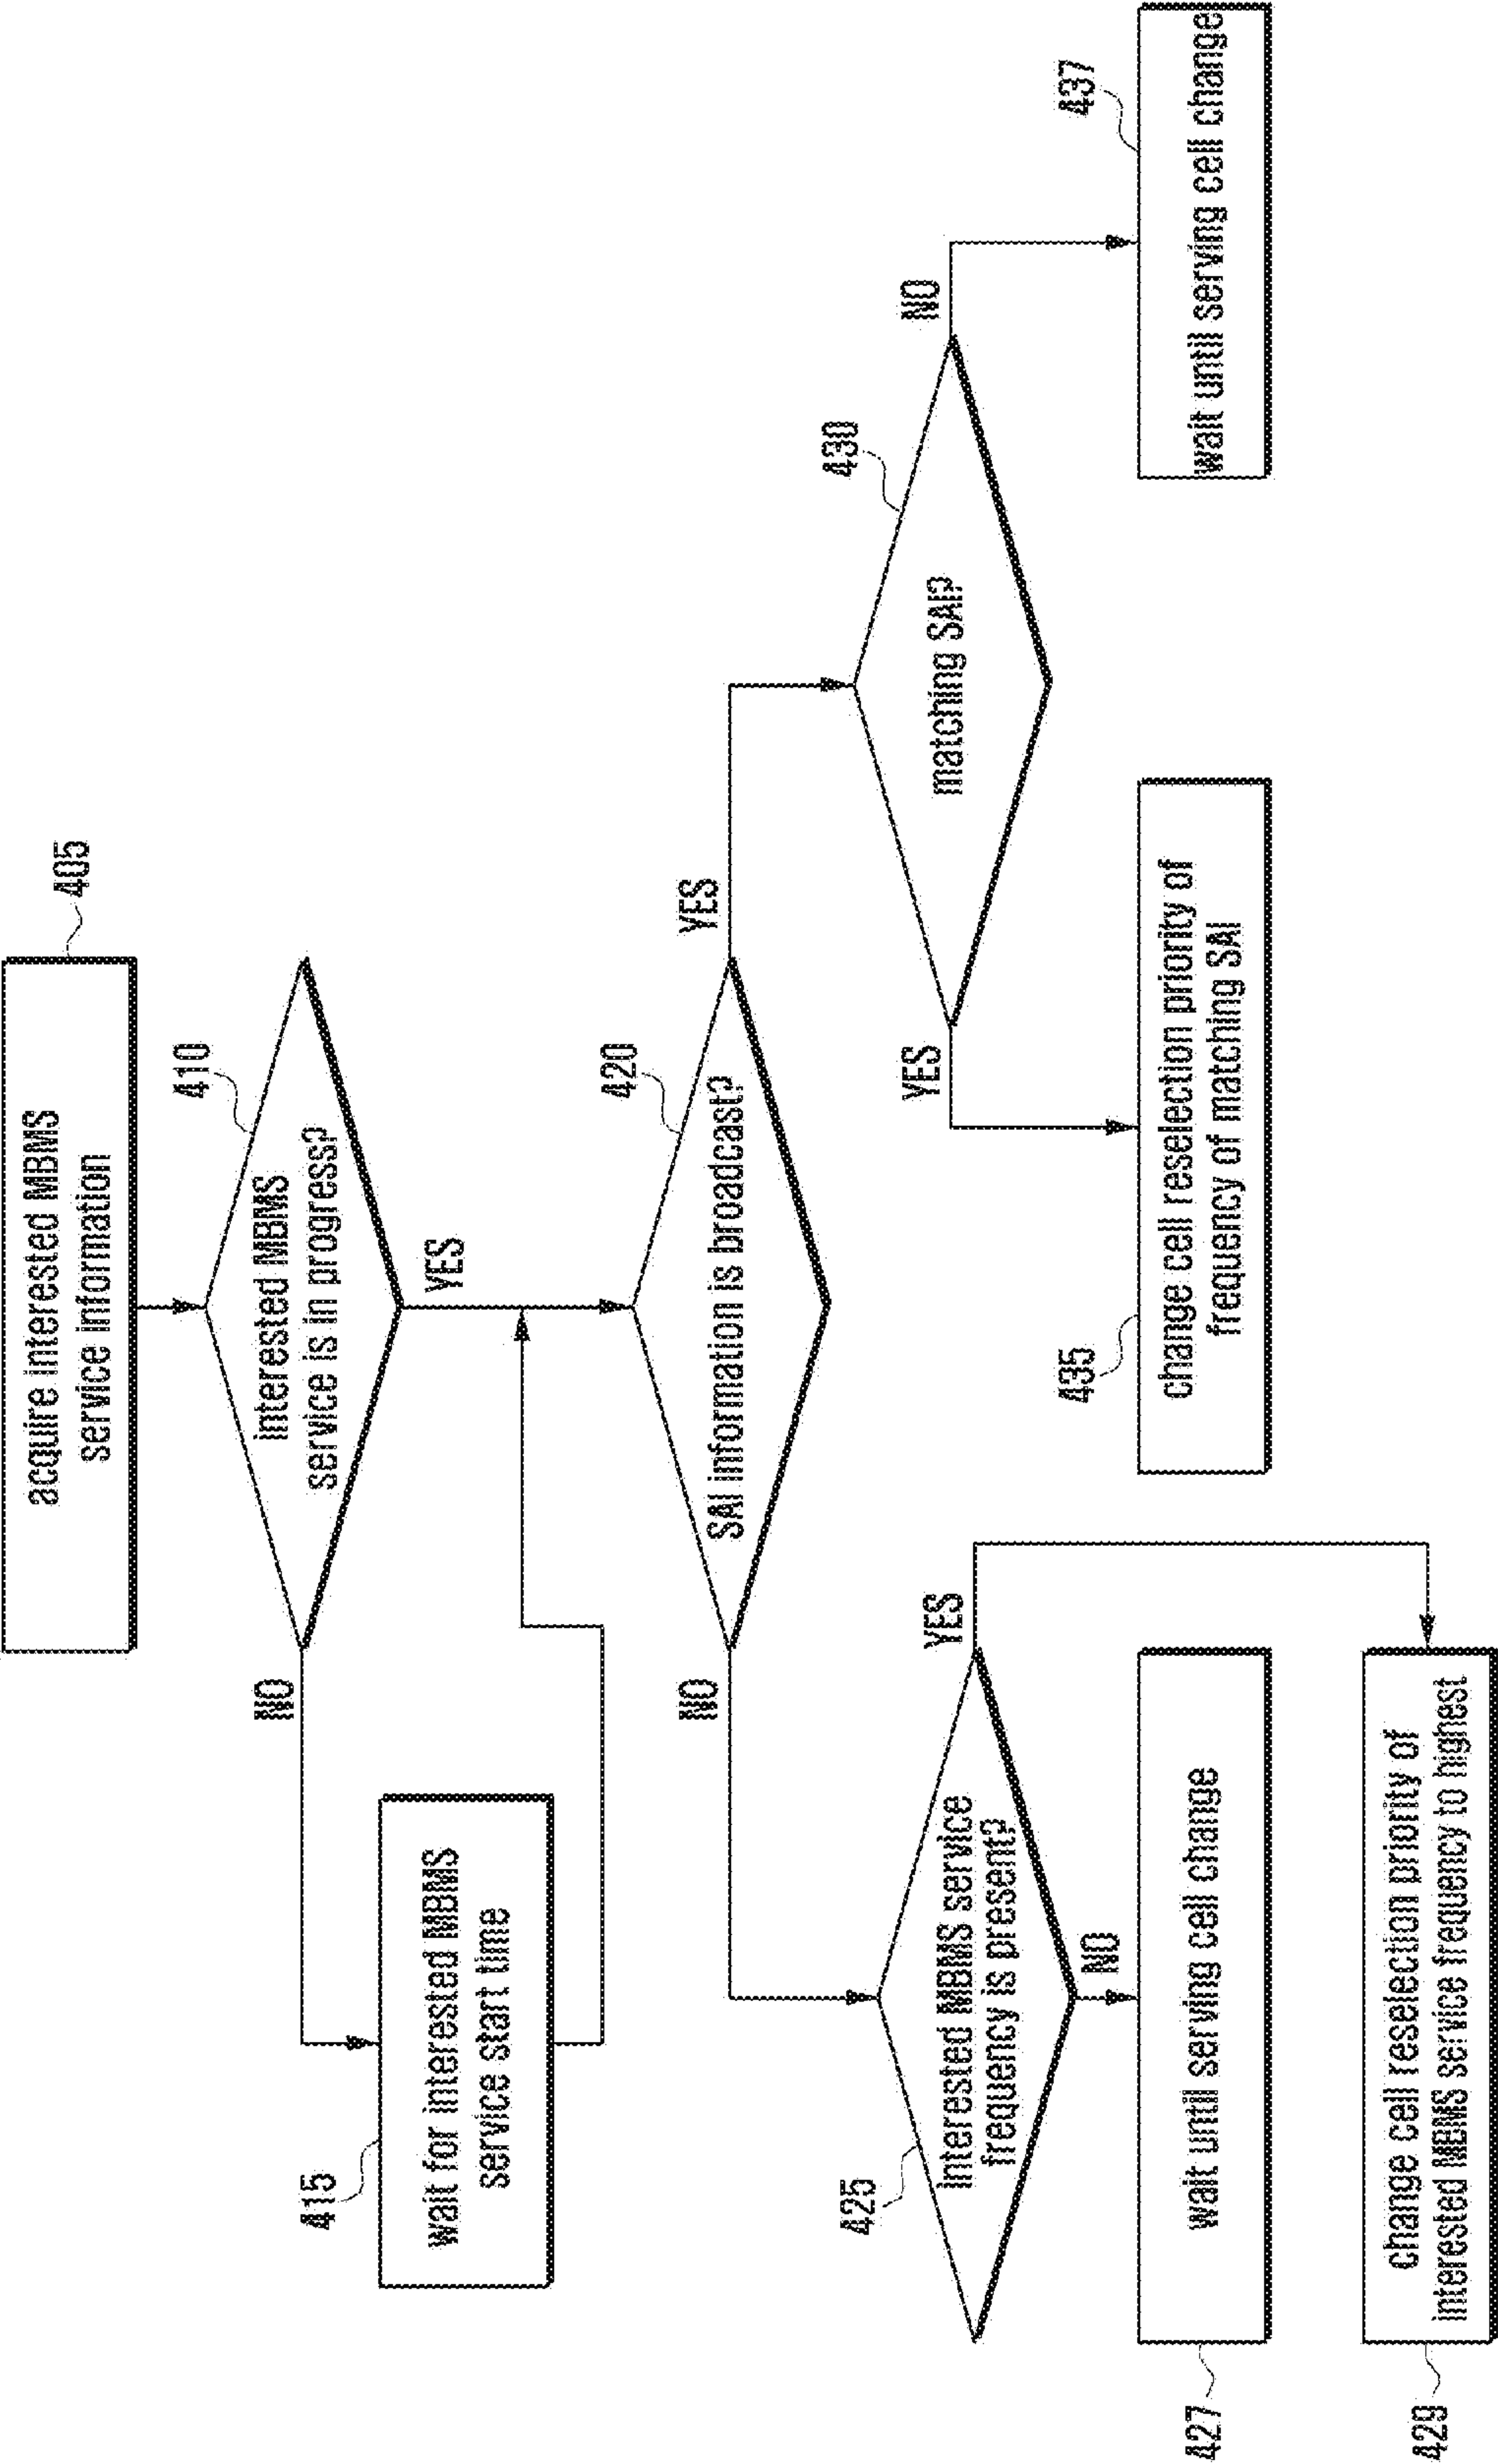 acquire interested MBMS
service information
405
interested MBMS
service is in progress?
410
NO
YES
wait for interested MBMS
service start time
415
SAI information is broadcast?
420
NO
YES
interested MBMS service
frequency is present?
425
YES
NO
matching SAI?
430
YES
NO
wait until serving cell change
427
change cell reselection priority of
frequency of matching SAI
435
wait until serving cell change
437
change cell reselection priority of
interested MBMS service frequency to highest
429